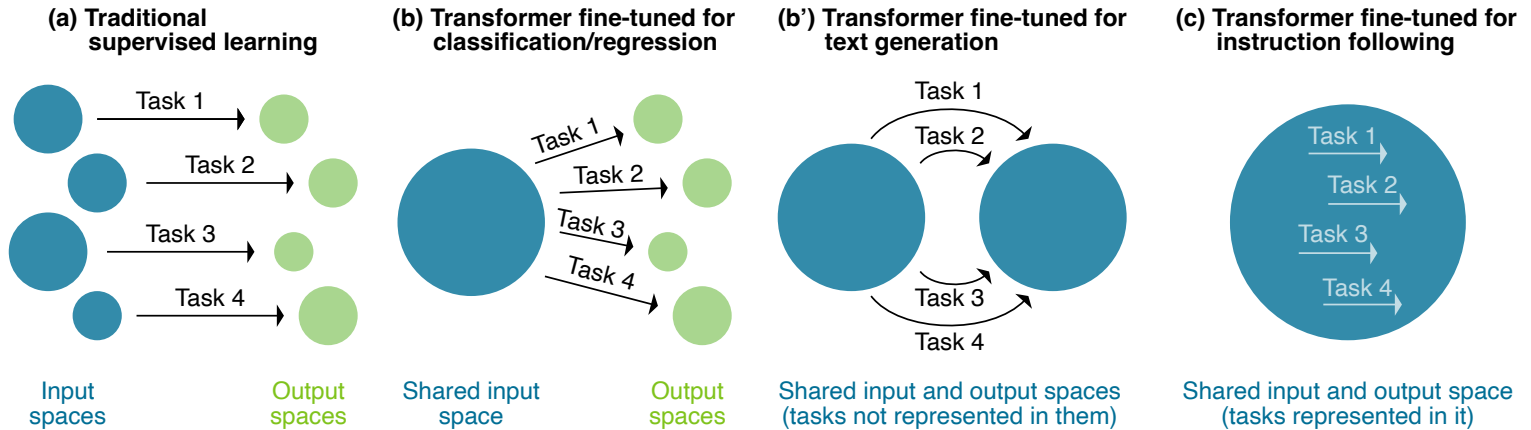 (a) Traditional
supervised learning
Task 1
Task 2
Task 3
Task 4
Input
spaces
Output
spaces
(b) Transformer fine-tuned for
classification/regression
Task 1
Task 2
Task 3
Task 4
Shared input
space
Output
spaces
(b’) Transformer fine-tuned for
text generation
Task 1
Task 2
Task 3
Task 4
Shared input and output spaces
(tasks not represented in them)
(c) Transformer fine-tuned for
instruction following
Task 1
Task 2
Task 3
Task 4
Shared input and output space
(tasks represented in it)